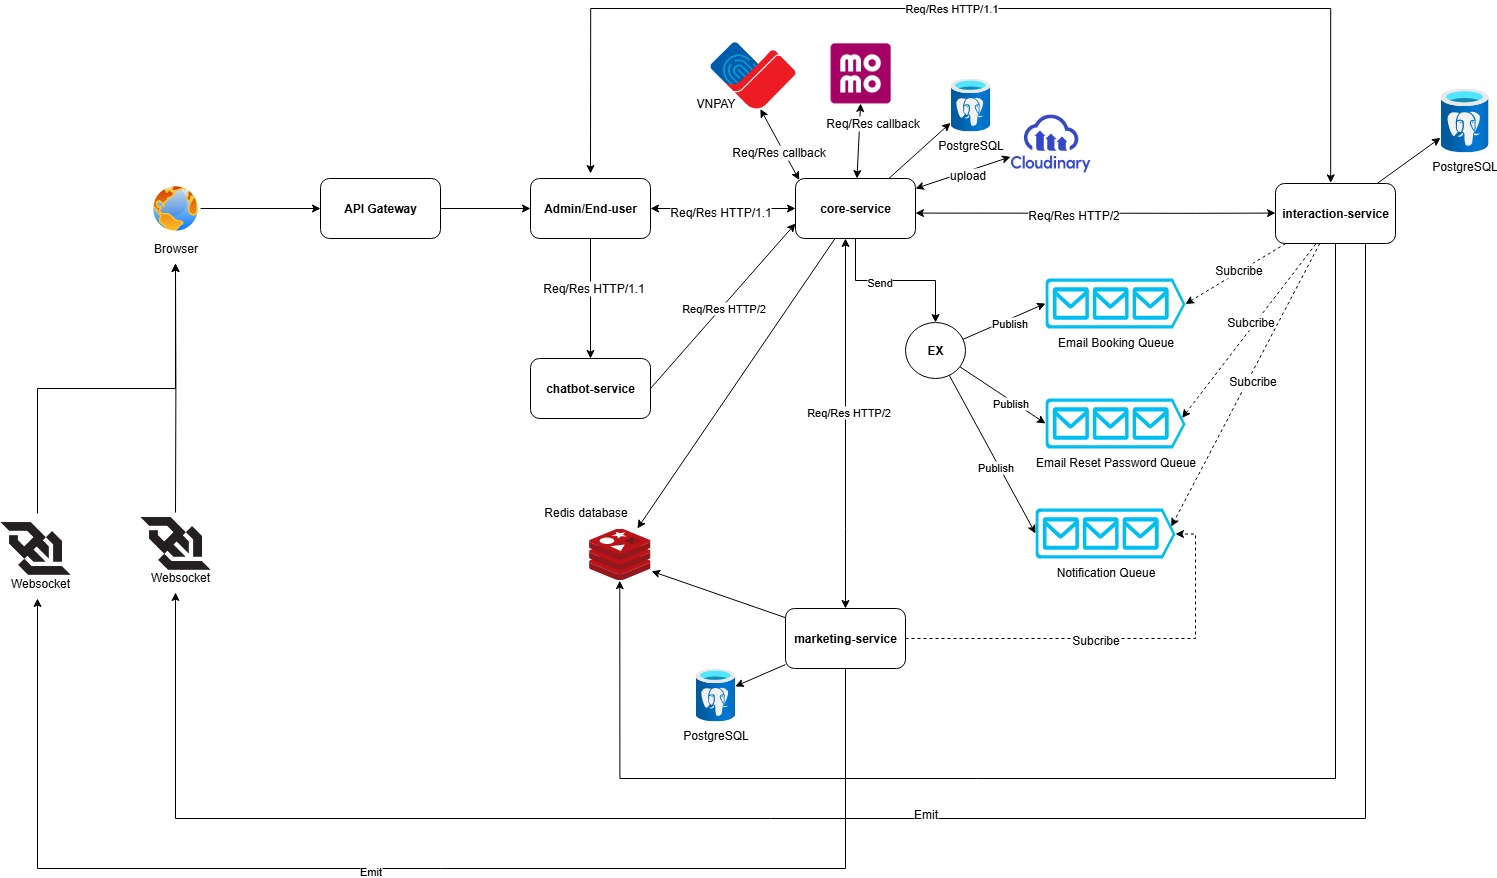 Req/Res HTTP/1.1
mo
mo
VNPAY
Req/Res callback
PostgreSQL
Cloudinary
Req/Res callback
PostgreSQL
upload
API Gateway
Admin/End-user
Req/Res HTTP/1.1
core-service
Req/Res HTTP/2
interaction-service
Browser
Req/Res HTTP/1.1
Send
Subcribe
Req/Res HTTP/2
Publish
Subcribe
Email Booking Queue
EX
chatbot-service
Subcribe
Publish
Req/Res HTTP/2
Email Reset Password Queue
Publish
Redis database
Websocket
Websocket
Notification Queue
marketing-service
Subcribe
PostgreSQL
Emit
Emit